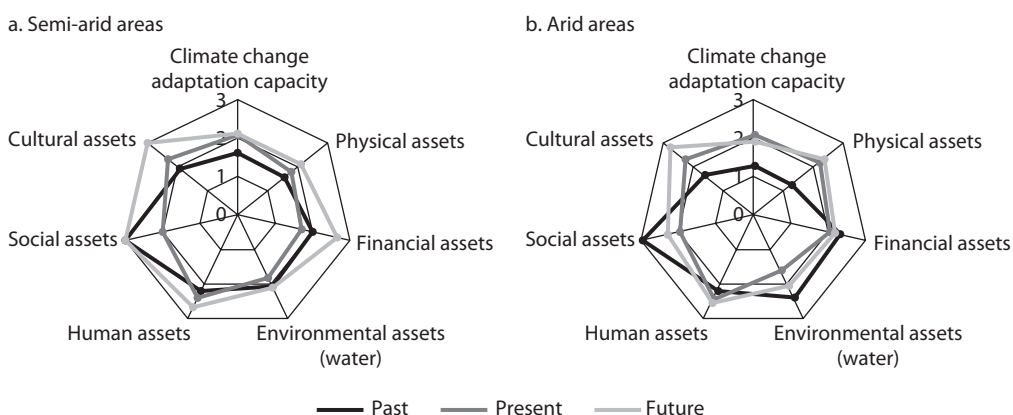 a. Semi-arid areas
Climate change
adaptation capacity
3
2
1
0
Cultural assets
Physical assets
Social assets
Financial assets
Human assets
Environmental assets
(water)
b. Arid areas
Climate change
adaptation capacity
3
2
1
0
Cultural assets
Physical assets
Social assets
Financial assets
Human assets
Environmental assets
(water)
Past Present Future